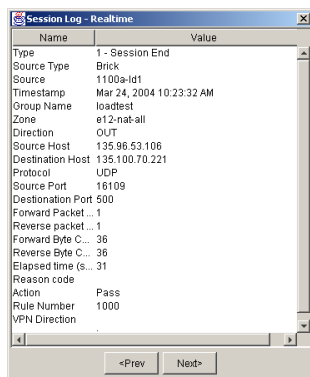 Session Log - Realtime
Name Value
Type 1 - Session End
Source Type Brick
Source 1100a-ld1
Timestamp Mar 24, 2004 10:23:32 AM
Group Name loadtest
Zone e12-nat-all
Direction OUT
Source Host 135.96.53.106
Destination Host 135.100.70.221
Protocol UDP
Source Port 16109
Destionation Port 500
Forward Packet ... 1
Reverse packet ... 1
Forward Byte C... 36
Reverse Byte C... 36
Elapsed time (s... 31
Reason code
Action Pass
Rule Number 1000
VPN Direction
<Prev Next>